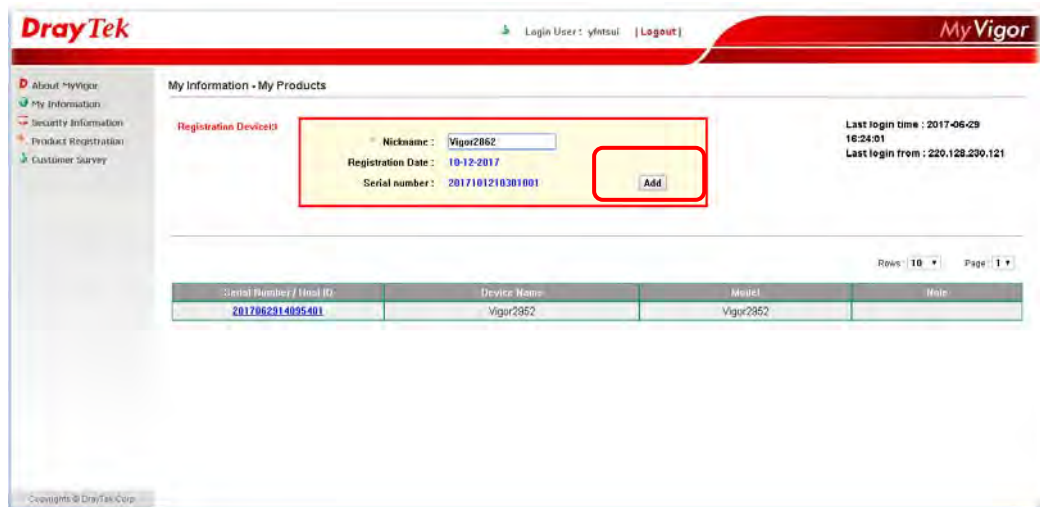 DrayTek
Login User : yfntsui [Logout]
MyVigor
About MyVigor
My Information
Security Information
Product Registration
Customer Survey
My Information - My Products
Registration Device
* Nickname : Vigor2862
Registration Date : 10-12-2017
Serial number : 2017101210301001
Add
Last login time : 2017-06-29
16:24:01
Last login from : 220.128.230.121
Rows : 10 Page : 1
Serial Number / Host ID Device Name Model Note
2017062914095401 Vigor2952 Vigor2952
Copyrights © DrayTek Corp.